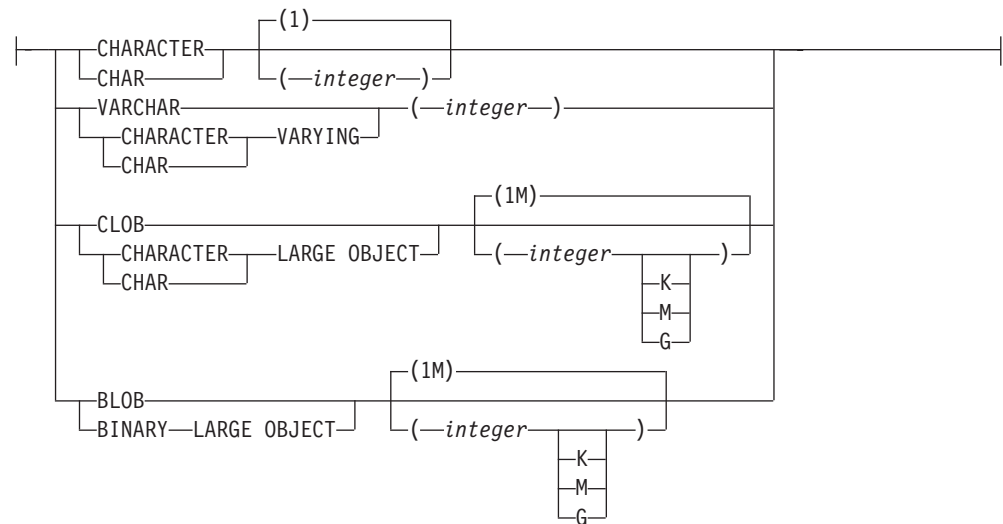 (1)
CHARACTER
CHAR ( integer )
VARCHAR ( integer )
CHARACTER VARYING
CHAR
(1M)
CLOB
CHARACTER LARGE OBJECT ( integer )
CHAR K
M
G
(1M)
BLOB
BINARY LARGE OBJECT ( integer )
K
M
G